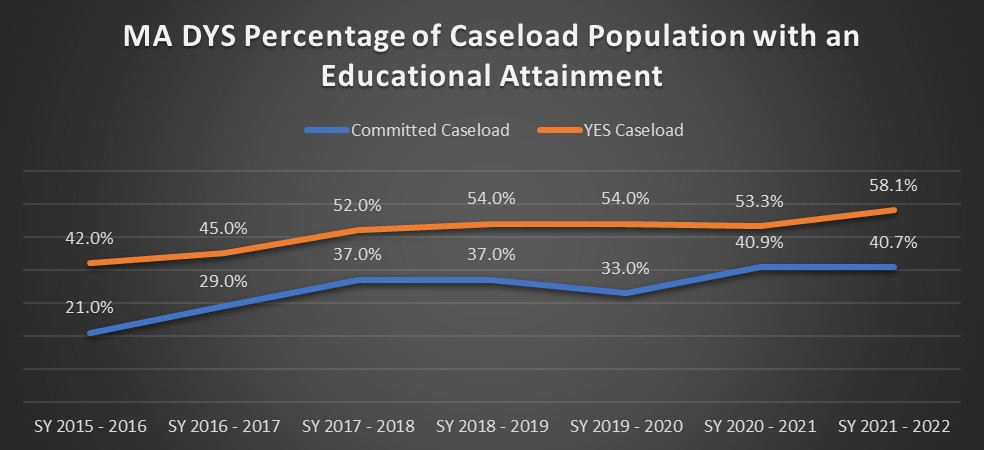 MA DYS Percentage of Caseload Population with an
Educational Attainment
Committed Caseload YES Caseload
42.0% 45.0% 52.0% 54.0% 54.0% 53.3% 58.1%
21.0% 29.0% 37.0% 37.0% 33.0% 40.9% 40.7%
SY 2015 - 2016 SY 2016 - 2017 SY 2017 - 2018 SY 2018 - 2019 SY 2019 - 2020 SY 2020 - 2021 SY 2021 - 2022